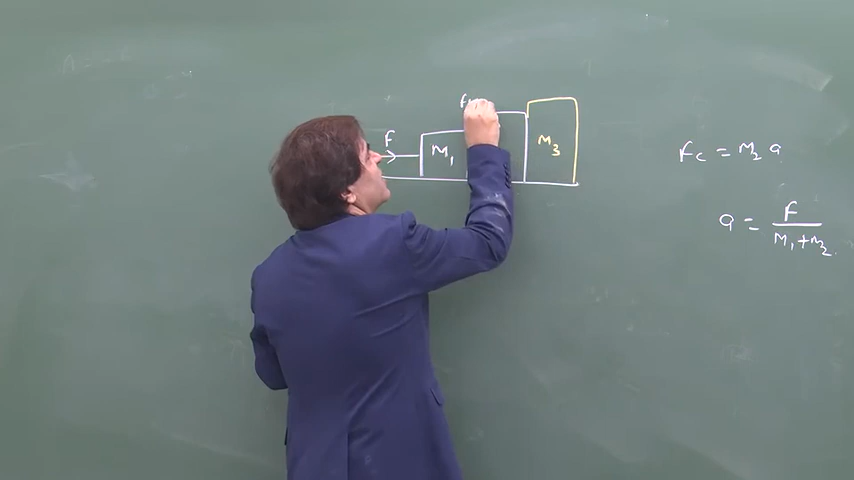 F
M₁
M₃
Fc = M₂ a
a = F / M₁ + M₂